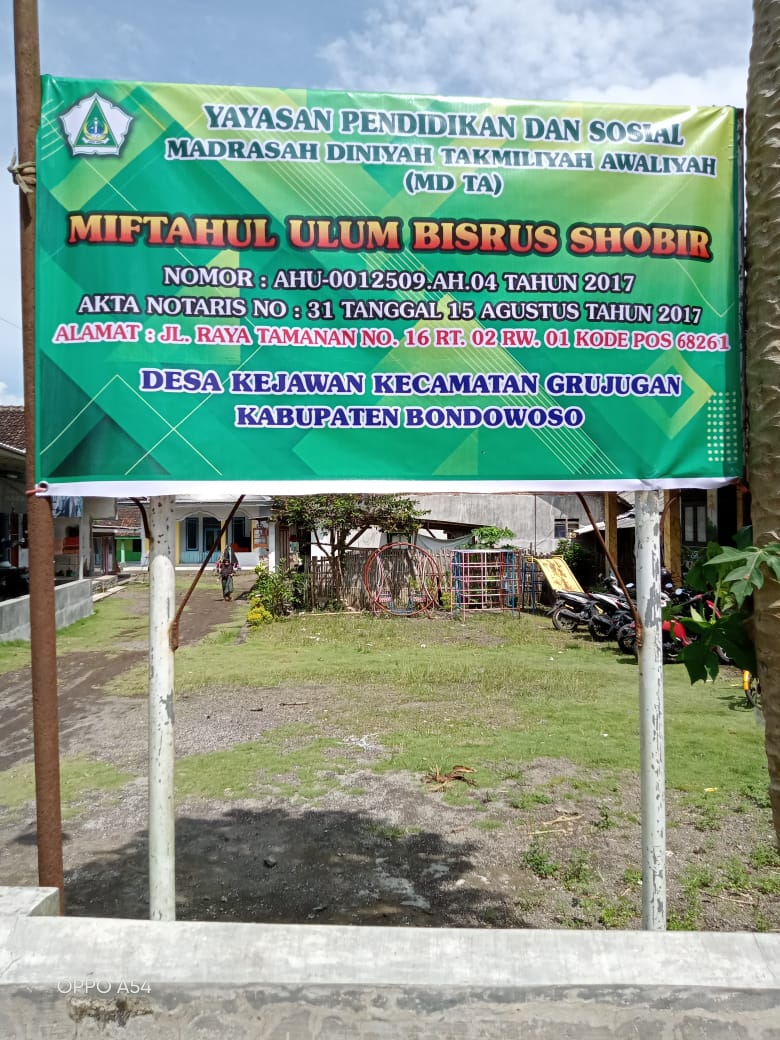 YAYASAN PENDIDIKAN DAN SOSIAL
MADRASAH DINIYAH TAKMILIYAH AWALIYAH
(MD TA)
MIFTAHUL ULUM BISRUS SHOBIR
NOMOR : AHU-0012509.AH.04 TAHUN 2017
AKTA NOTARIS NO : 31 TANGGAL 15 AGUSTUS TAHUN 2017
ALAMAT : JL. RAYA TAMANAN NO. 16 RT. 02 RW. 01 KODE POS 68261
DESA KEJAWAN KECAMATAN GRUJUGAN
KABUPATEN BONDOWOSO
OPPO A54